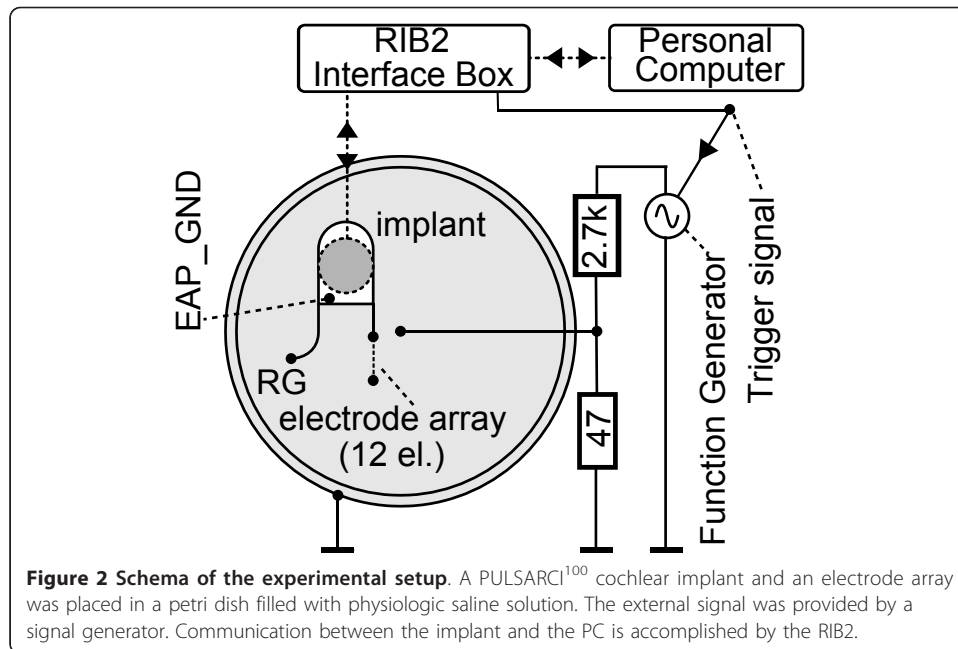 RIB2
Interface Box
Personal
Computer
EAP_GND
implant
2.7k
Function Generator
Trigger signal
RG
electrode array
(12 el.)
47
Figure 2 Schema of the experimental setup. A PULSARCI100 cochlear implant and an electrode array
was placed in a petri dish filled with physiologic saline solution. The external signal was provided by a
signal generator. Communication between the implant and the PC is accomplished by the RIB2.